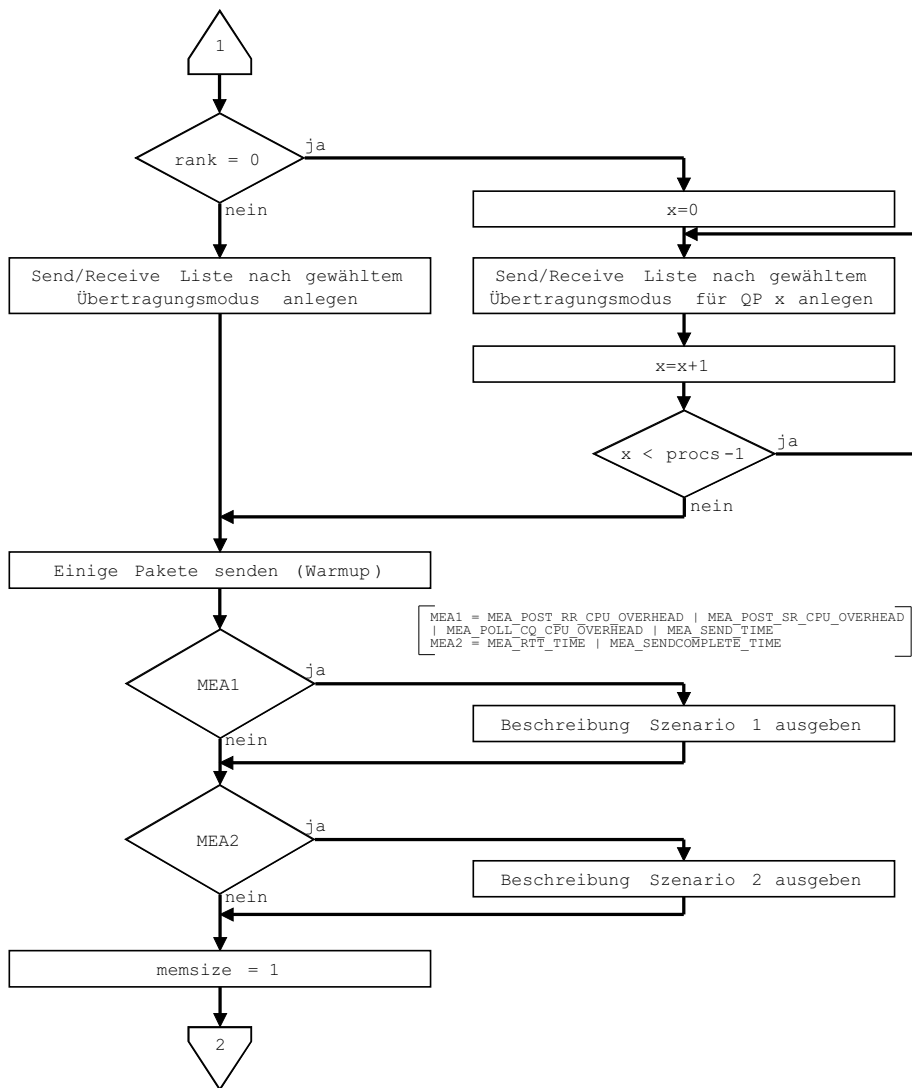 1
rank = 0
ja
nein
x=0
Send/Receive Liste nach gewähltem
Übertragungsmodus anlegen
Send/Receive Liste nach gewähltem
Übertragungsmodus für QP x anlegen
x=x+1
x < procs-1
ja
nein
Einige Pakete senden (Warmup)
MEA1 = MEA_POST_RR_CPU_OVERHEAD | MEA_POST_SR_CPU_OVERHEAD
| MEA_POLL_CQ_CPU_OVERHEAD | MEA_SEND_TIME
MEA2 = MEA_RTT_TIME | MEA_SENDCOMPLETE_TIME
MEA1
ja
nein
Beschreibung Szenario 1 ausgeben
MEA2
ja
nein
Beschreibung Szenario 2 ausgeben
memsize = 1
2